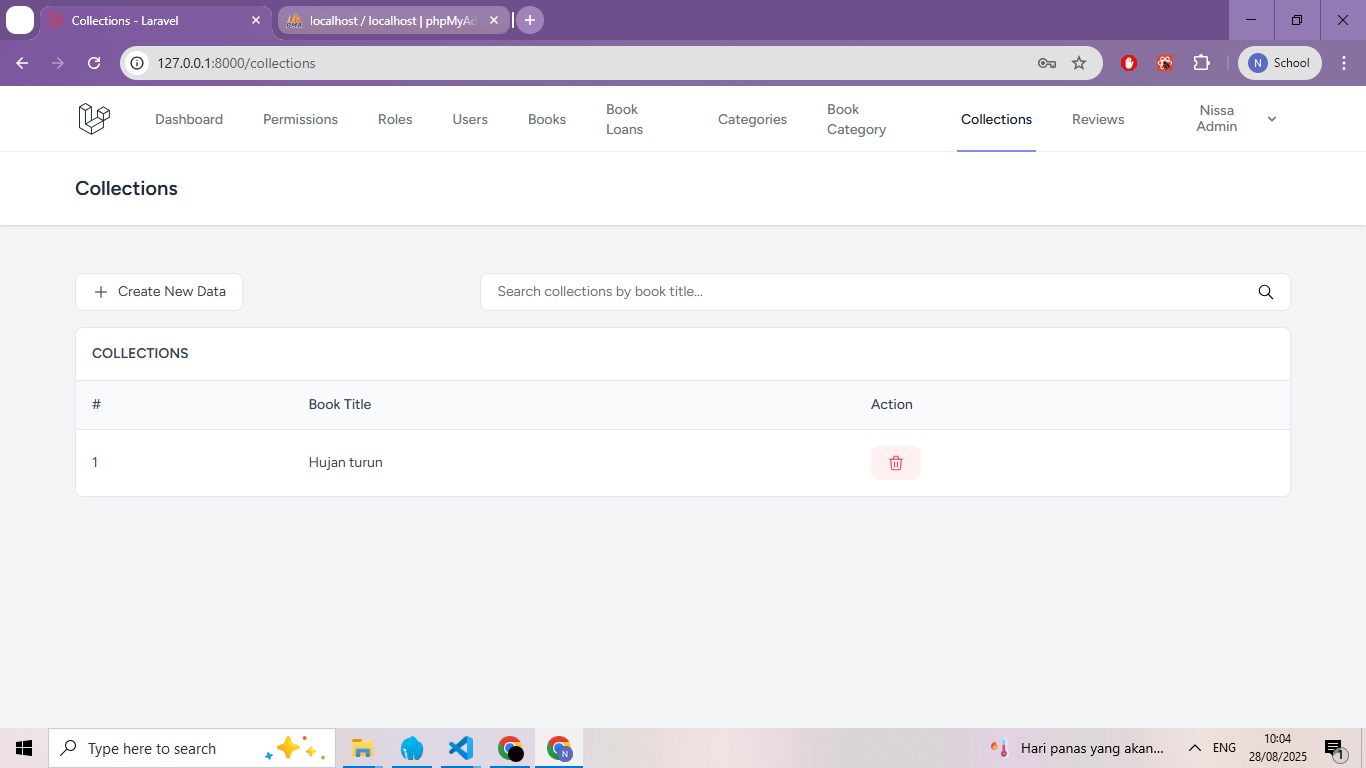 Collections - Laravel
localhost / localhost | phpMyAd
127.0.0.1:8000/collections
N School
Dashboard Permissions Roles Users Books Book Loans Categories Book Category Collections Reviews Nissa Admin
Collections
Create New Data
Search collections by book title...
COLLECTIONS
# Book Title Action
1 Hujan turun
Type here to search
N
Hari panas yang akan...
ENG
10:04
28/08/2025
1